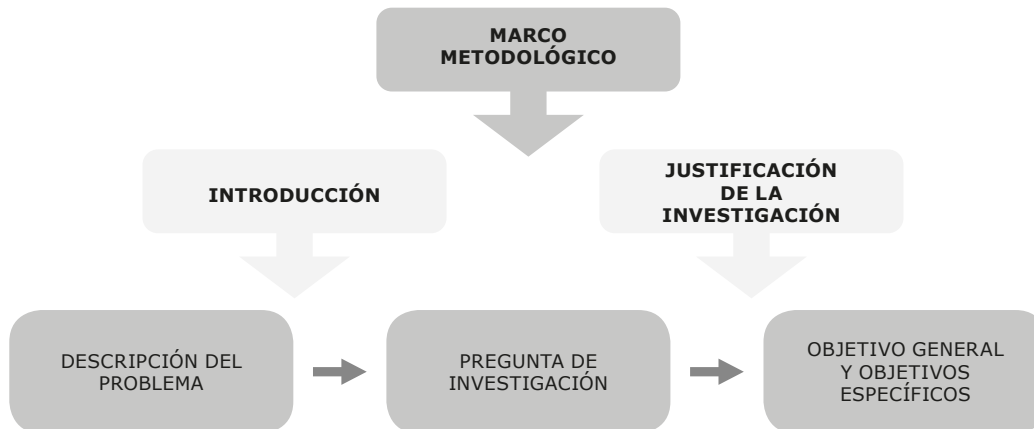 MARCO
METODOLÓGICO
INTRODUCCIÓN
JUSTIFICACIÓN
DE LA
INVESTIGACIÓN
DESCRIPCIÓN DEL
PROBLEMA
PREGUNTA DE
INVESTIGACIÓN
OBJETIVO GENERAL
Y OBJETIVOS
ESPECÍFICOS